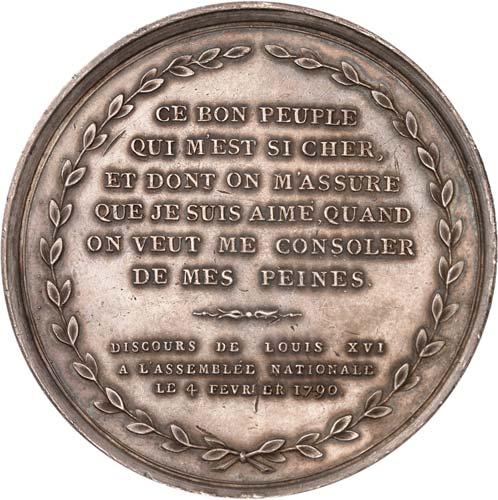 CE BON PEUPLE
QUI M'EST SI CHER,
ET DONT ON M'ASSURE
QUE JE SUIS AIMÉ, QUAND
ON VEUT ME CONSOLER
DE MES PEINES.
DISCOURS DE LOUIS XVI
A L'ASSEMBLÉE NATIONALE
LE 4 FEVRIER 1790